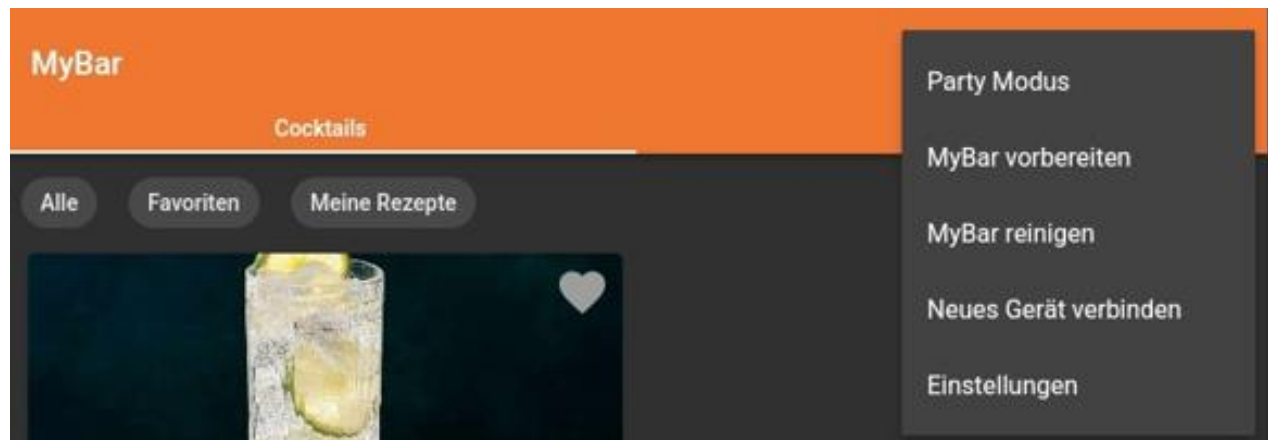 MyBar
Cocktails
Alle
Favoriten
Meine Rezepte
Party Modus
MyBar vorbereiten
MyBar reinigen
Neues Gerät verbinden
Einstellungen